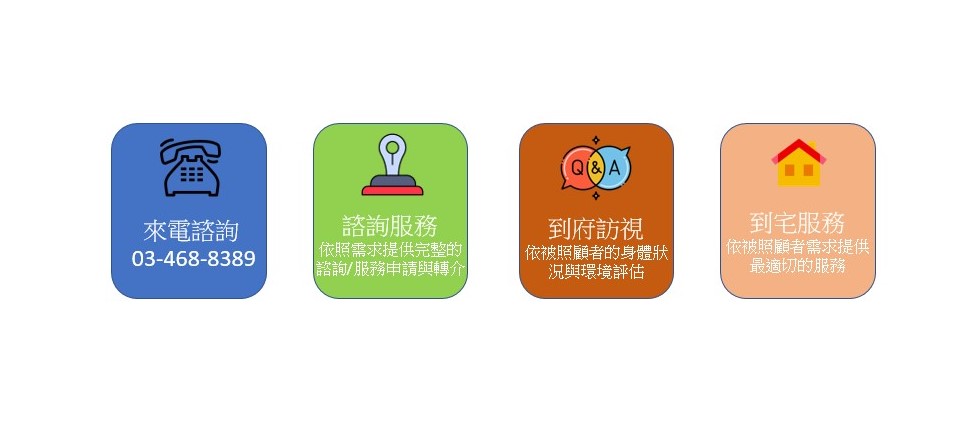 來電諮詢
03-468-8389
諮詢服務
依照需求提供完整的
諮詢/服務申請與轉介
Q&A
到府訪視
依被照顧者的身體狀
況與環境評估
到宅服務
依被照顧者需求提供
最適切的服務